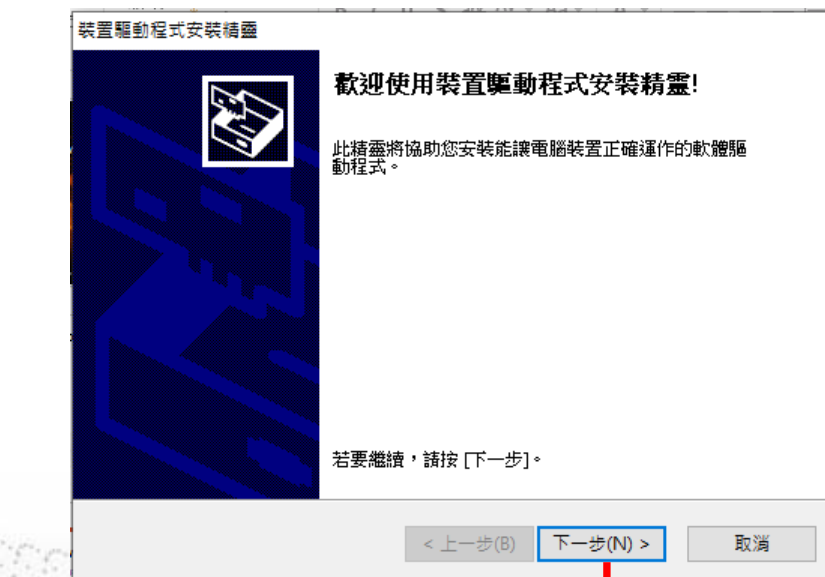 裝置驅動程式安裝精靈
歡迎使用裝置驅動程式安裝精靈!
此精靈將協助您安裝能讓電腦裝置正確運作的軟體驅
動程式。
若要繼續，請按 [下一步]。
< 上一步(B)
下一步(N) >
取消